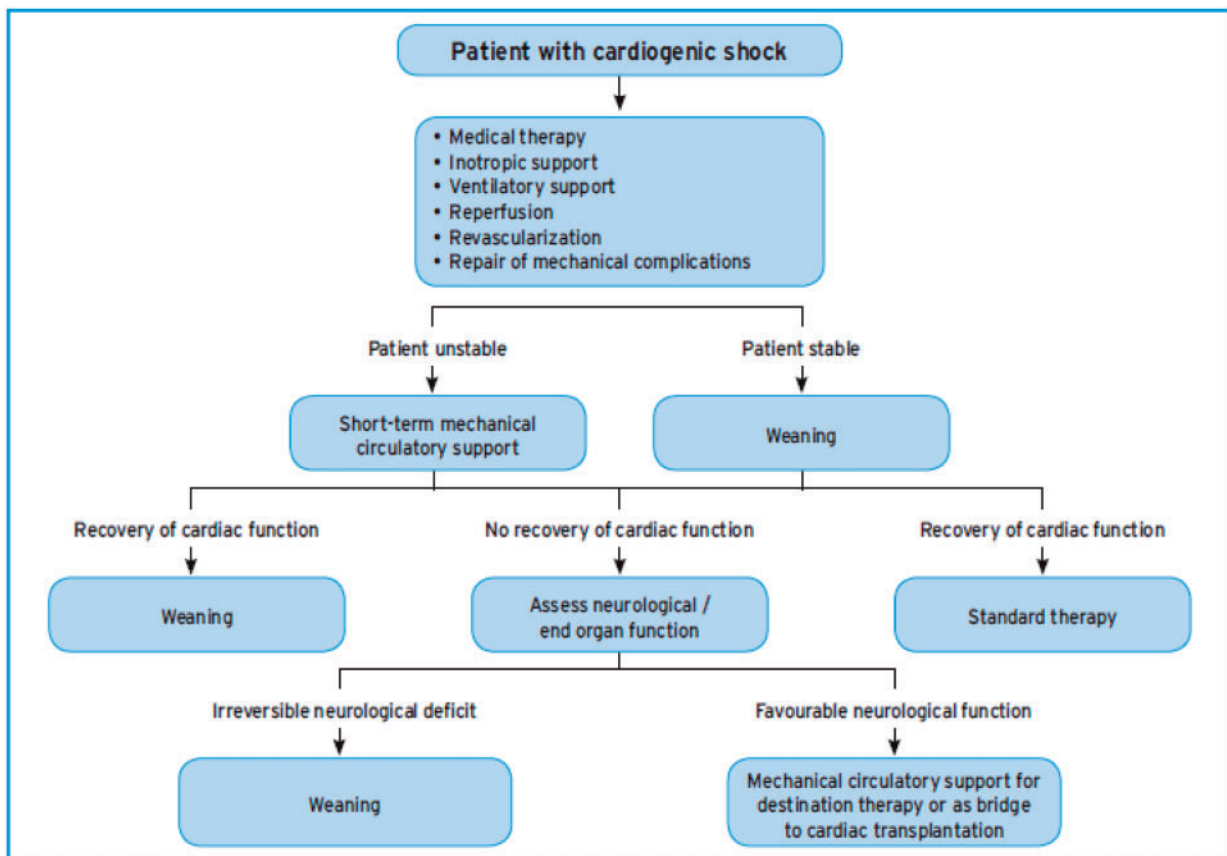 Patient with cardiogenic shock
• Medical therapy
• Inotropic support
• Ventilatory support
• Reperfusion
• Revascularization
• Repair of mechanical complications
Patient unstable
Patient stable
Short-term mechanical
circulatory support
Weaning
Recovery of cardiac function
No recovery of cardiac function
Recovery of cardiac function
Weaning
Assess neurological /
end organ function
Standard therapy
Irreversible neurological deficit
Favourable neurological function
Weaning
Mechanical circulatory support for
destination therapy or as bridge
to cardiac transplantation